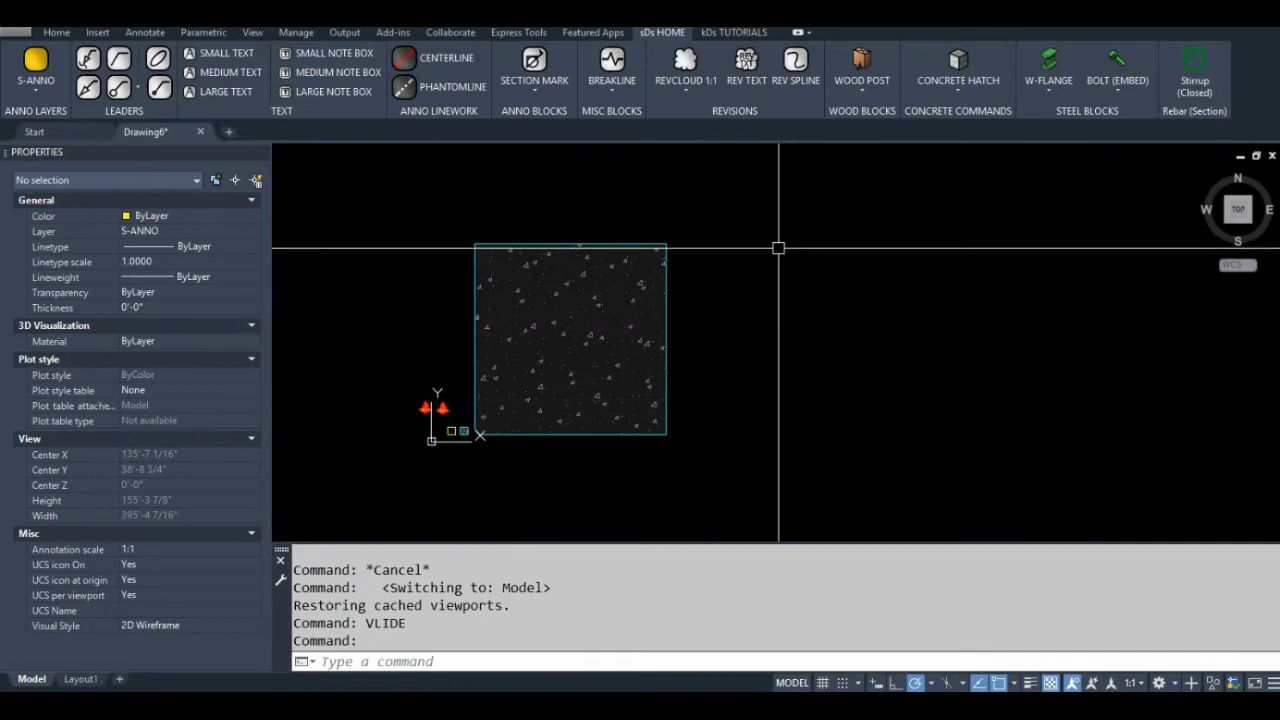 Home Insert Annotate Parametric View Manage Output Add-ins Collaborate Express Tools Featured Apps sDs HOME kDs TUTORIALS
S-ANNO
SMALL TEXT
MEDIUM TEXT
LARGE TEXT
SMALL NOTE BOX
MEDIUM NOTE BOX
LARGE NOTE BOX
CENTERLINE
PHANTOMLINE
SECTION MARK
BREAKLINE
REVCLOUD 1:1 REV TEXT REV SPLINE
WOOD POST
CONCRETE HATCH
W-FLANGE BOLT (EMBED)
Stirrup
(Closed)
ANNO LAYERS LEADERS TEXT ANNO LINEWORK ANNO BLOCKS MISC BLOCKS REVISIONS WOOD BLOCKS CONCRETE COMMANDS STEEL BLOCKS Rebar (Section)
Start Drawing6*
PROPERTIES
No selection
General
Color ByLayer
Layer S-ANNO
Linetype ByLayer
Linetype scale 1.0000
Lineweight ByLayer
Transparency ByLayer
Thickness 0'-0"
3D Visualization
Material ByLayer
Plot style
Plot style ByColor
Plot style table None
Plot table attache... Model
Plot table type Not available
View
Center X 135'-7 1/16"
Center Y 38'-8 3/4"
Center Z 0'-0"
Height 155'-3 7/8"
Width 395'-4 7/16"
Misc
Annotation scale 1:1
UCS icon On Yes
UCS icon at origin Yes
UCS per viewport Yes
UCS Name
Visual Style 2D Wireframe
N
W TOP E
S
WCS
Y
X
Command: *Cancel*
Command: <Switching to: Model>
Restoring cached viewports.
Command: VLIDE
Command:
Type a command
Model Layout1
MODEL 1:1